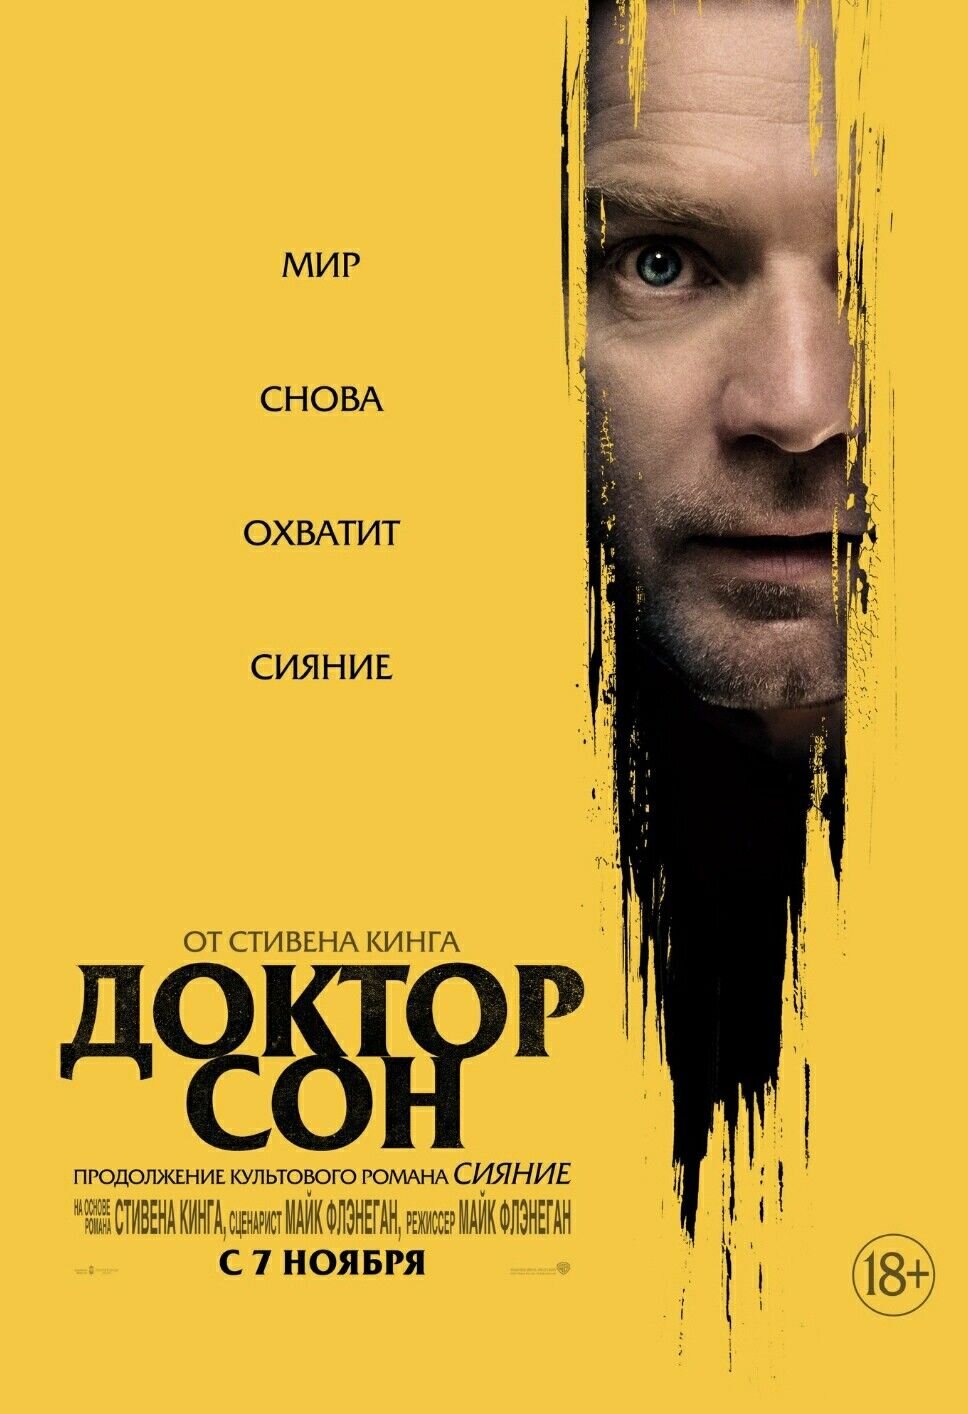 МИР
СНОВА
ОХВАТИТ
СИЯНИЕ
ОТ СТИВЕНА КИНГА
ДОКТОР
СОН
ПРОДОЛЖЕНИЕ КУЛЬТОВОГО РОМАНА СИЯНИЕ
НА ОСНОВЕ РОМАНА СТИВЕНА КИНГА, СЦЕНАРИСТ МАЙК ФЛЭНЕГАН, РЕЖИССЕР МАЙК ФЛЭНЕГАН
С 7 НОЯБРЯ
18+